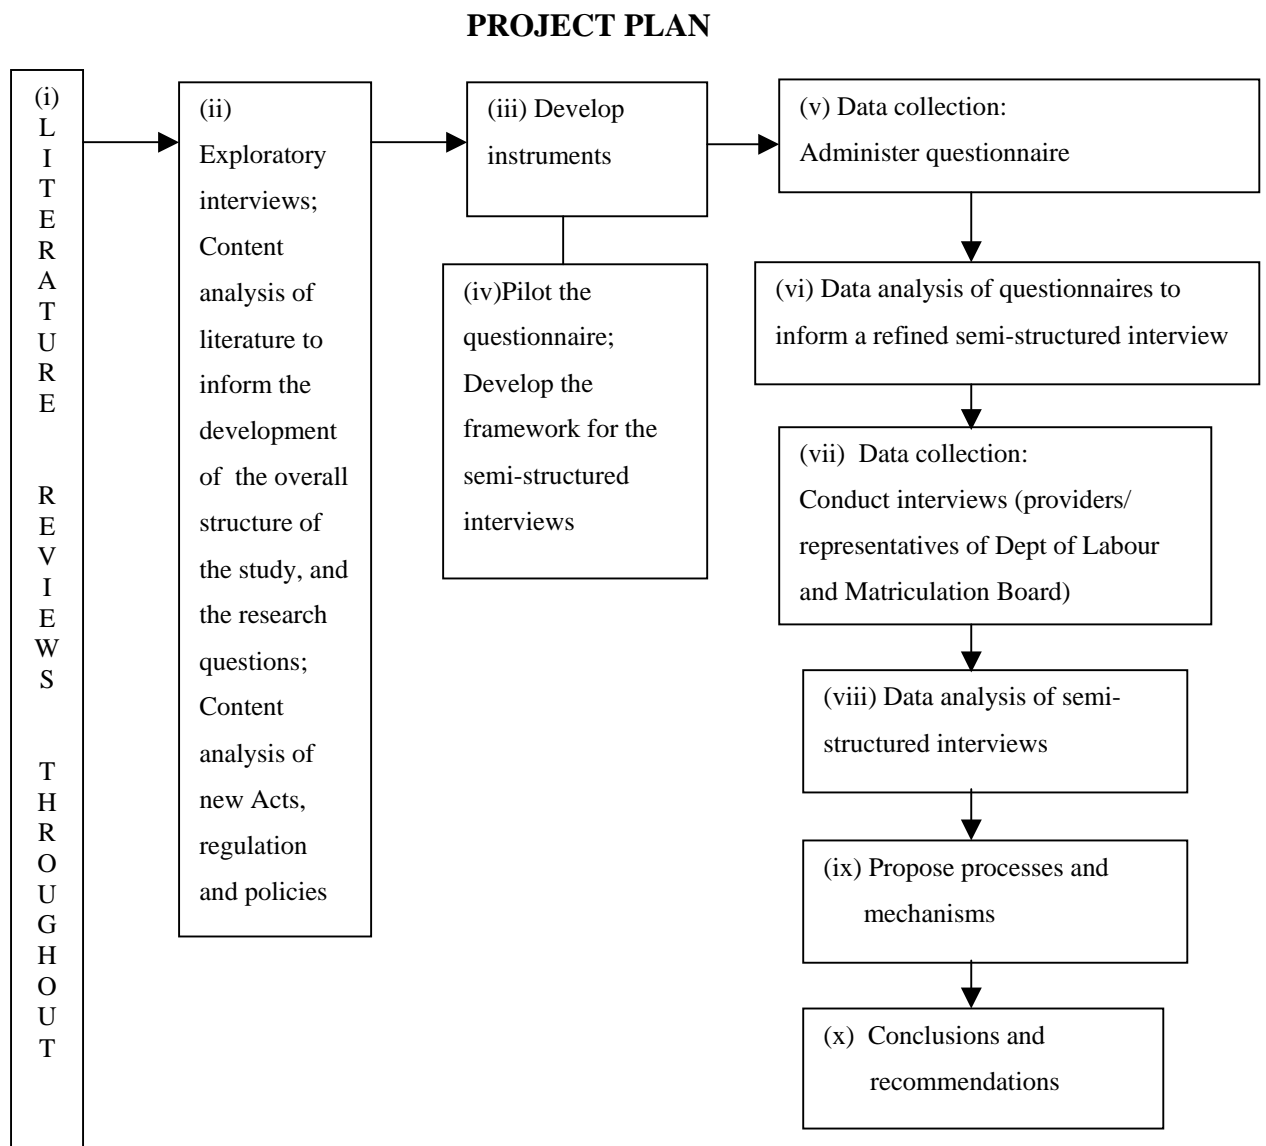 PROJECT PLAN
(i)
L
I
T
E
R
A
T
U
R
E
R
E
V
I
E
W
S
T
H
R
O
U
G
H
O
U
T
(ii)
Exploratory
interviews;
Content
analysis of
literature to
inform the
development
of the overall
structure of
the study, and
the research
questions;
Content
analysis of
new Acts,
regulation
and policies
(iii) Develop
instruments
(iv)Pilot the
questionnaire;
Develop the
framework for the
semi-structured
interviews
(v) Data collection:
Administer questionnaire
(vi) Data analysis of questionnaires to
inform a refined semi-structured interview
(vii) Data collection:
Conduct interviews (providers/
representatives of Dept of Labour
and Matriculation Board)
(viii) Data analysis of semi-
structured interviews
(ix) Propose processes and
mechanisms
(x) Conclusions and
recommendations